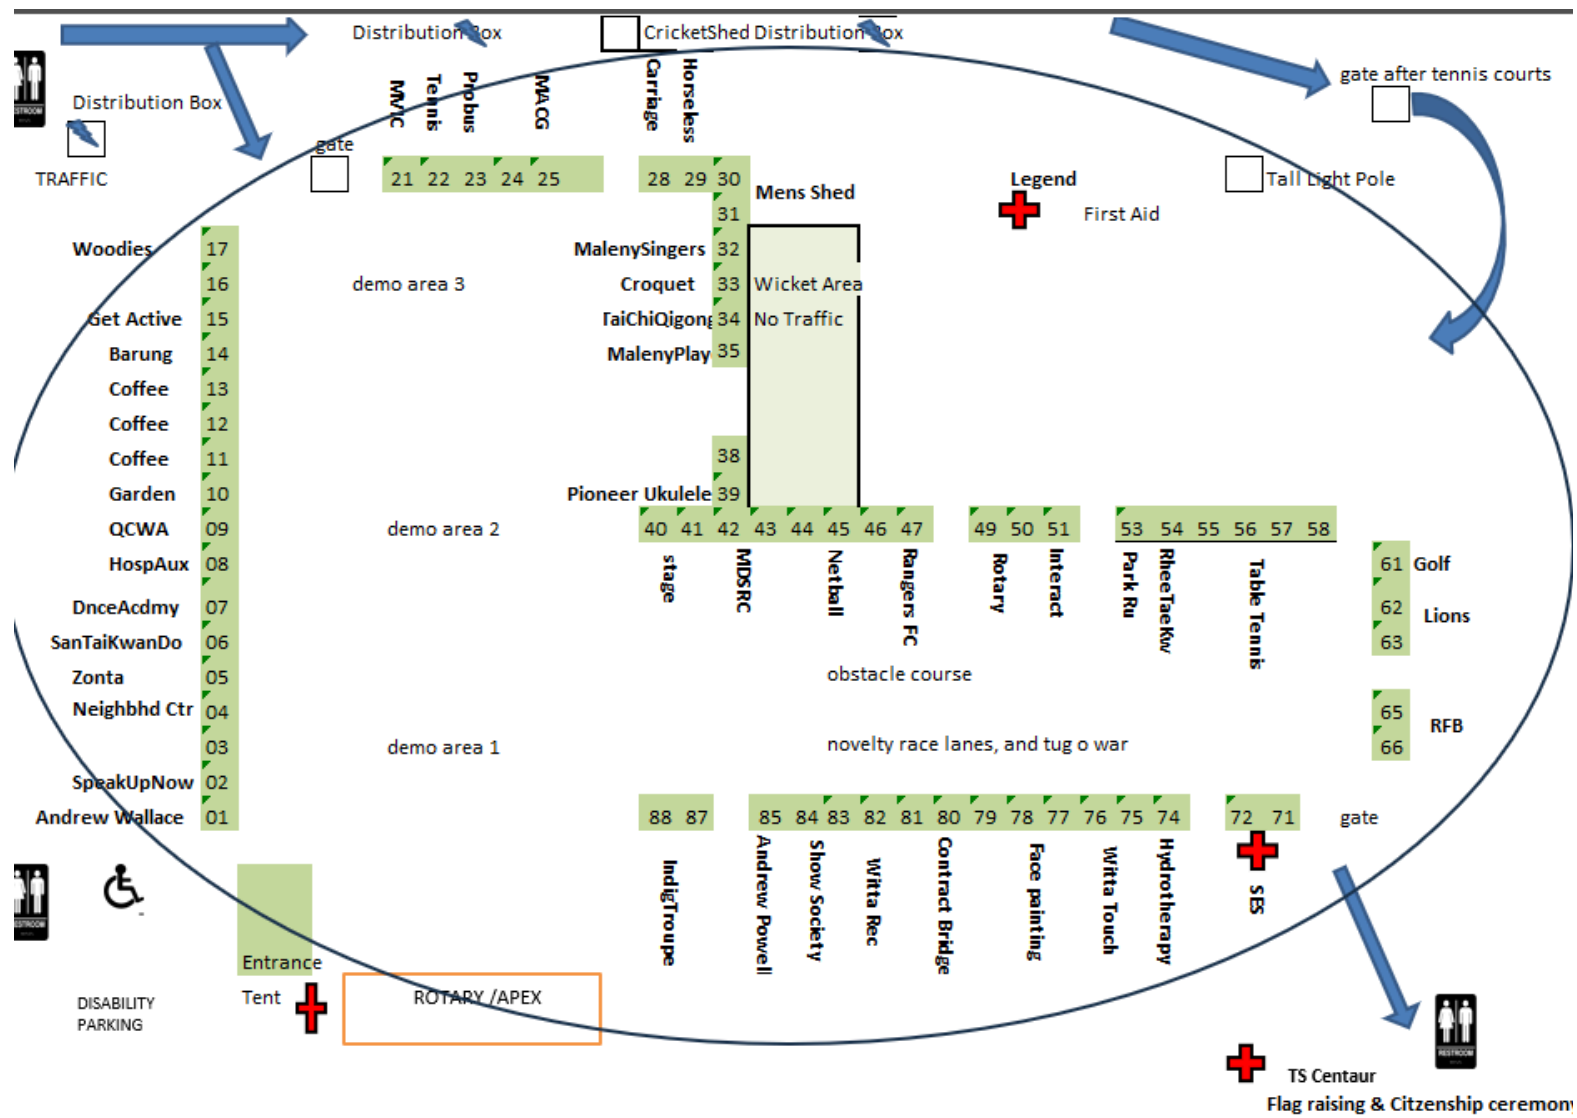 Distribution Box
CricketShed Distribution Box
gate after tennis courts
RESTROOM
Distribution Box
TRAFFIC
gate
MVIC
Tennis
Probus
MACG
Carriage
Horseless
21 22 23 24 25
28 29 30
31
Mens Shed
Legend
First Aid
Tall Light Pole
Woodies 17
16
Get Active 15
Barung 14
Coffee 13
Coffee 12
Coffee 11
Garden 10
QCWA 09
HospAux 08
DnceAcdmy 07
SanTaiKwanDo 06
Zonta 05
Neighbhd Ctr 04
03
SpeakUpNow 02
Andrew Wallace 01
demo area 3
demo area 2
demo area 1
MalenySingers 32
Croquet 33
TaiChiQigong 34
MalenyPlay 35
Wicket Area
No Traffic
38
Pioneer Ukulele 39
40 41 42 43 44 45 46 47
49 50 51
53 54 55 56 57 58
stage
MDSRC
Netball
Rangers FC
Rotary
Interact
Park Ru
RheeTaeKw
Table Tennis
61 Golf
62
Lions
63
65
RFB
66
obstacle course
novelty race lanes, and tug o war
88 87
85 84 83 82 81 80 79 78 77 76 75 74
72 71
gate
IndigTroupe
Andrew Powell
Show Society
Witta Rec
Contract Bridge
Face painting
Witta Touch
Hydrotherapy
SES
RESTROOM
Entrance
Tent
DISABILITY
PARKING
ROTARY /APEX
RESTROOM
TS Centaur
Flag raising & Citzenship ceremony